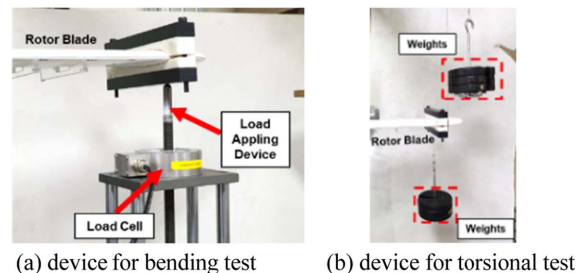 Rotor Blade
Load
Appling
Device
Load Cell
(a) device for bending test
Weights
Rotor Blade
Weights
(b) device for torsional test